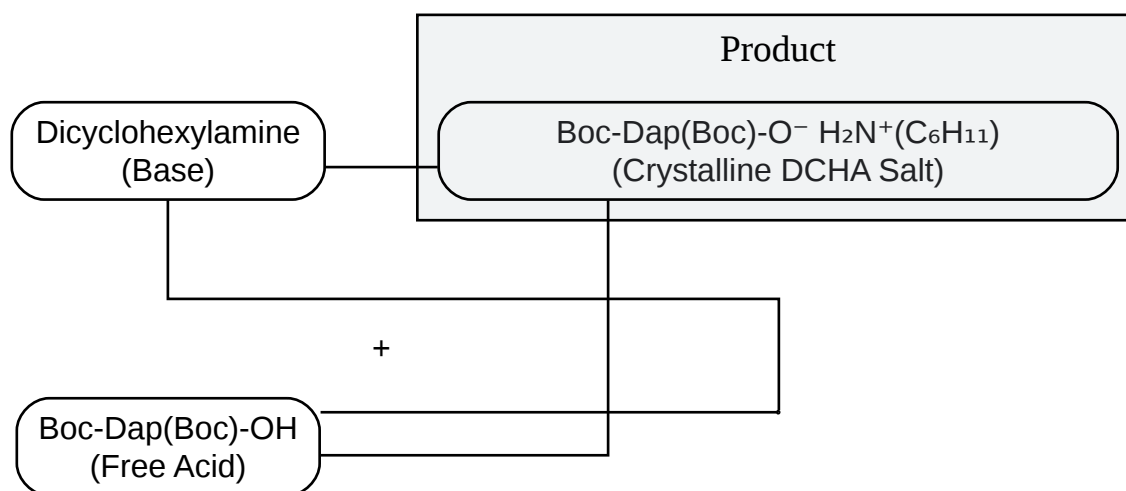 Product
Dicyclohexylamine
(Base)
Boc-Dap(Boc)-O⁻ H₂N⁺(C₆H₁₁)
(Crystalline DCHA Salt)
+
Boc-Dap(Boc)-OH
(Free Acid)